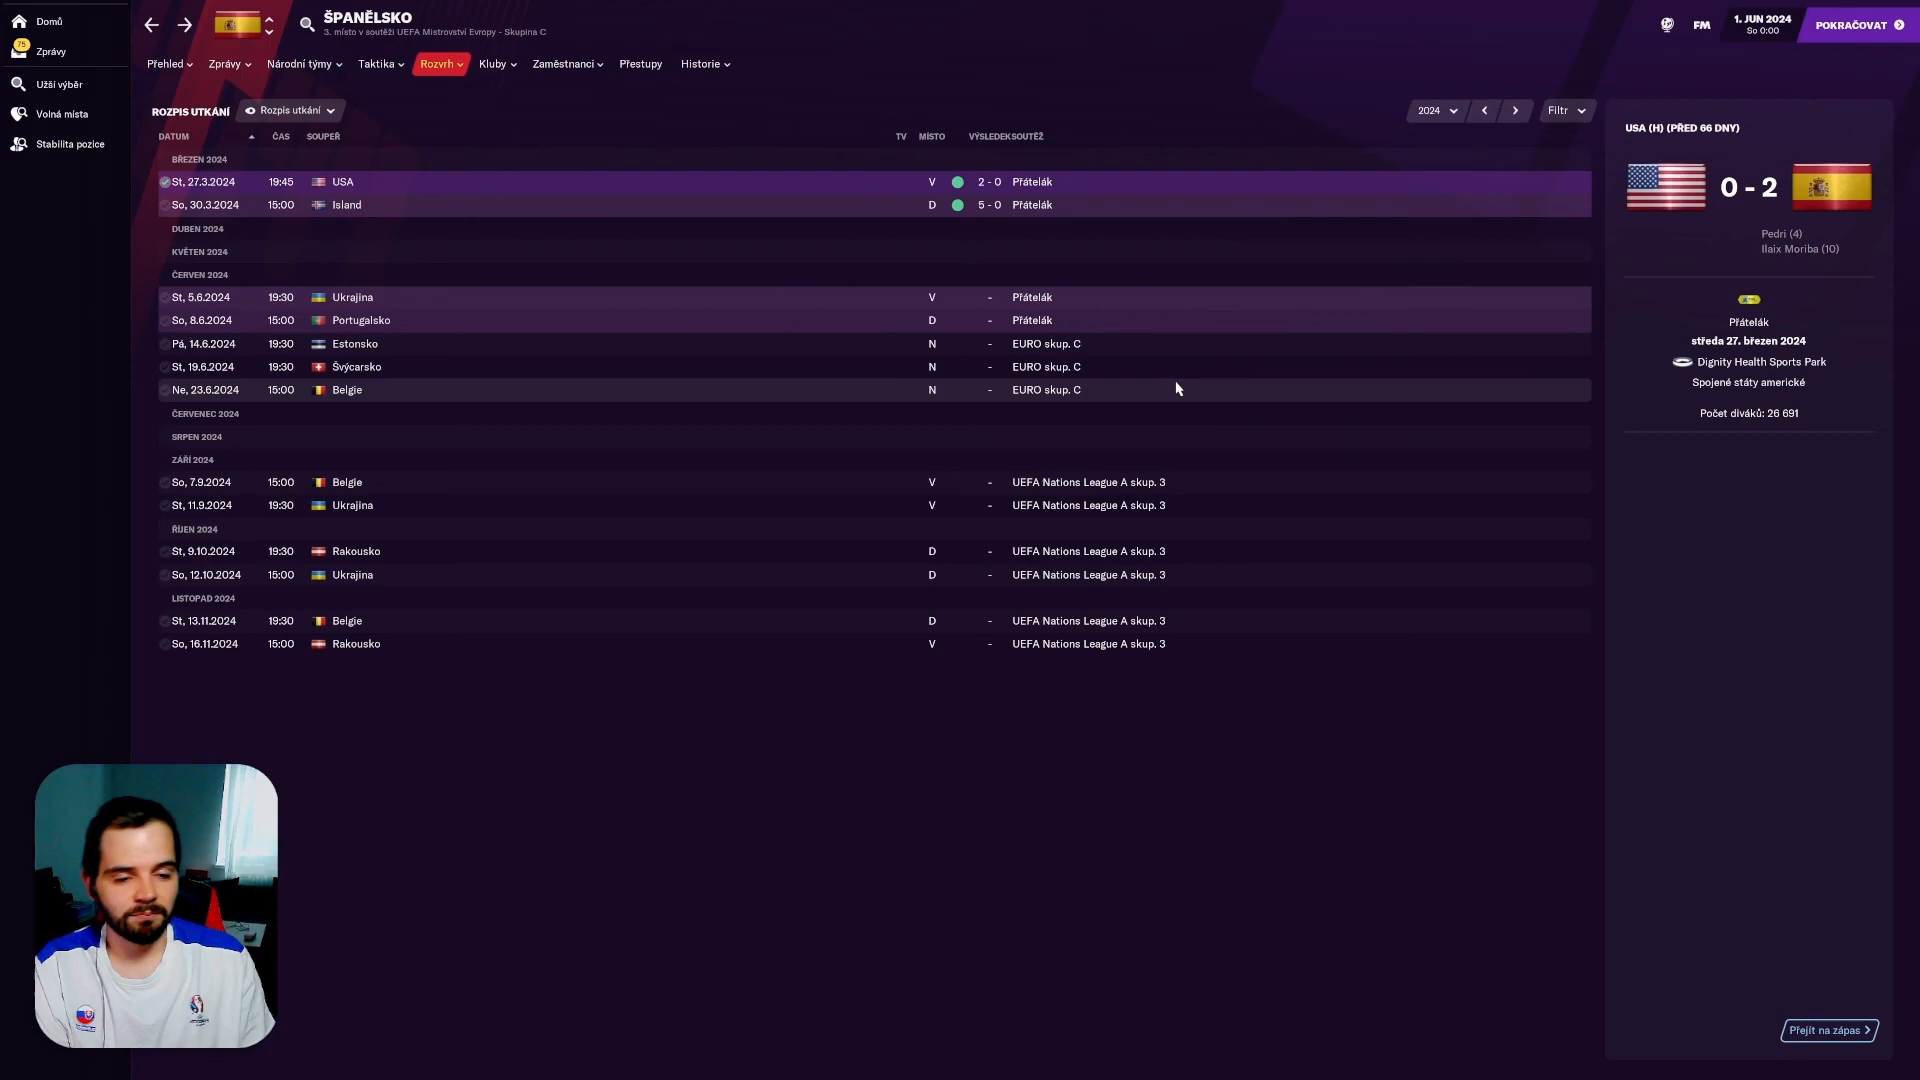 Domů
75
Zprávy
Užší výběr
Volná místa
Stabilita pozice
ŠPANĚLSKO
3. místo v soutěži UEFA Mistrovství Evropy - Skupina C
FM
1. JUN 2024
So 0:00
POKRAČOVAT
Přehled
Zprávy
Národní týmy
Taktika
Rozvrh
Kluby
Zaměstnanci
Přestupy
Historie
ROZPIS UTKÁNÍ
Rozpis utkání
2024
Filtr
DATUM ČAS SOUPEŘ TV MÍSTO VÝSLEDEK SOUTĚŽ
BŘEZEN 2024
St, 27.3.2024 19:45 USA V 2 - 0 Přátelák
So, 30.3.2024 15:00 Island D 5 - 0 Přátelák
DUBEN 2024
KVĚTEN 2024
ČERVEN 2024
St, 5.6.2024 19:30 Ukrajina V - Přátelák
So, 8.6.2024 15:00 Portugalsko D - Přátelák
Pá, 14.6.2024 19:30 Estonsko N - EURO skup. C
St, 19.6.2024 19:30 Švýcarsko N - EURO skup. C
Ne, 23.6.2024 15:00 Belgie N - EURO skup. C
ČERVENEC 2024
SRPEN 2024
ZÁŘÍ 2024
So, 7.9.2024 15:00 Belgie V - UEFA Nations League A skup. 3
St, 11.9.2024 19:30 Ukrajina V - UEFA Nations League A skup. 3
ŘÍJEN 2024
St, 9.10.2024 19:30 Rakousko D - UEFA Nations League A skup. 3
So, 12.10.2024 15:00 Ukrajina D - UEFA Nations League A skup. 3
LISTOPAD 2024
St, 13.11.2024 19:30 Belgie D - UEFA Nations League A skup. 3
So, 16.11.2024 15:00 Rakousko V - UEFA Nations League A skup. 3
USA (H) (PŘED 66 DNY)
0 - 2
Pedri (4)
Ilaix Moriba (10)
Přátelák
středa 27. březen 2024
Dignity Health Sports Park
Spojené státy americké
Počet diváků: 26 691
Přejít na zápas